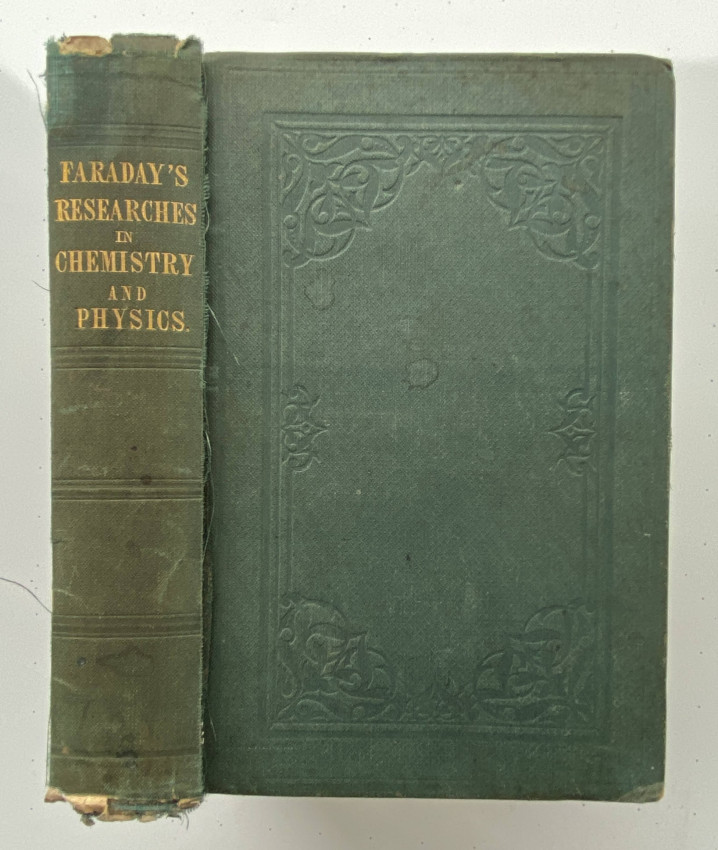 FARADAY'S
RESEARCHES
IN
CHEMISTRY
AND
PHYSICS.